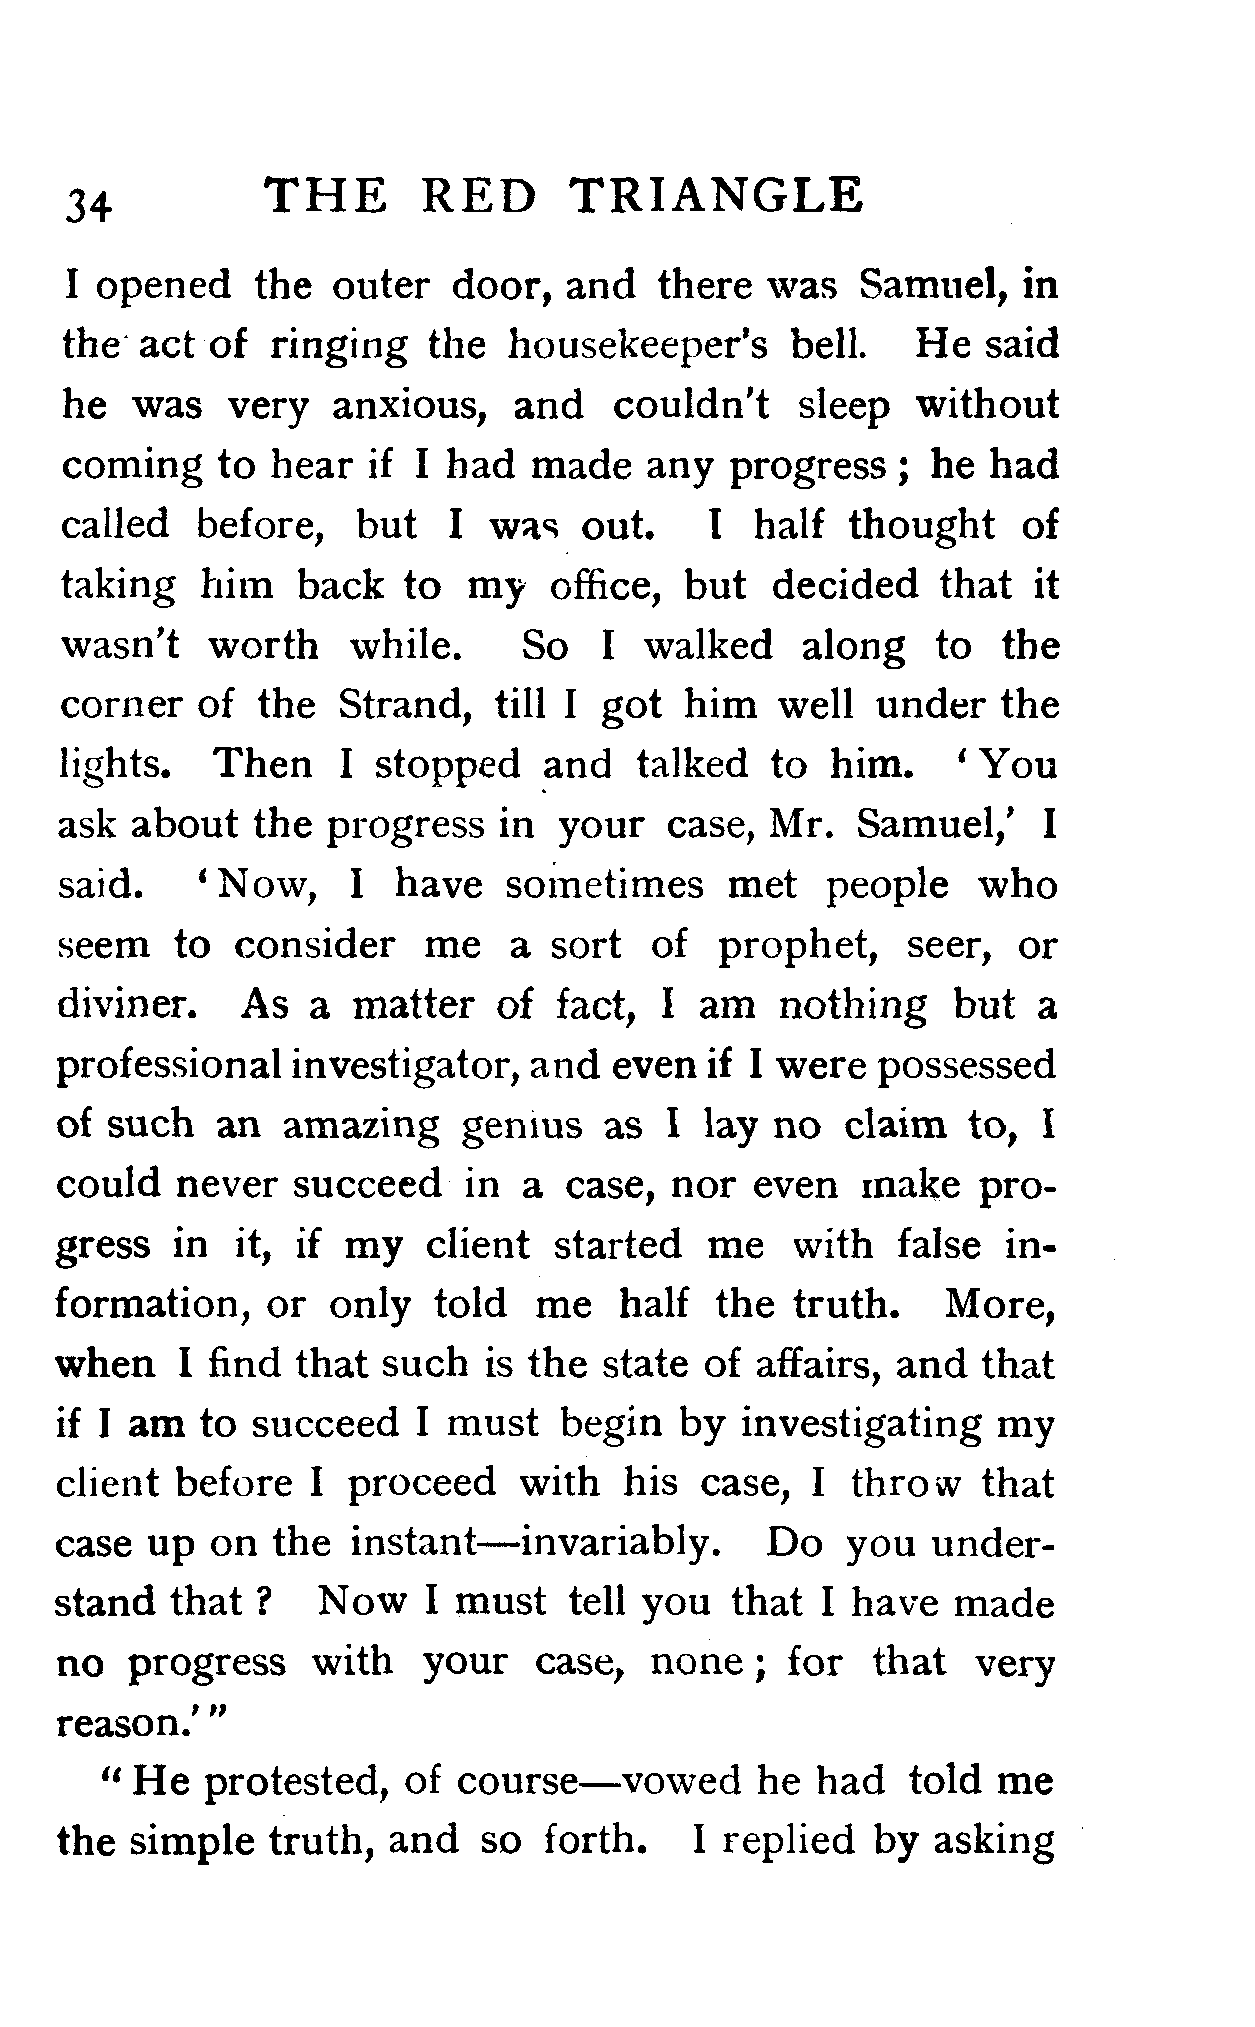 34 THE RED TRIANGLE
I opened the outer door, and there was Samuel, in
the act of ringing the housekeeper's bell. He said
he was very anxious, and couldn't sleep without
coming to hear if I had made any progress ; he had
called before, but I was out. I half thought of
taking him back to my office, but decided that it
wasn't worth while. So I walked along to the
corner of the Strand, till I got him well under the
lights. Then I stopped and talked to him. ‘ You
ask about the progress in your case, Mr. Samuel,’ I
said. ‘ Now, I have sometimes met people who
seem to consider me a sort of prophet, seer, or
diviner. As a matter of fact, I am nothing but a
professional investigator, and even if I were possessed
of such an amazing genius as I lay no claim to, I
could never succeed in a case, nor even make pro-
gress in it, if my client started me with false in-
formation, or only told me half the truth. More,
when I find that such is the state of affairs, and that
if I am to succeed I must begin by investigating my
client before I proceed with his case, I throw that
case up on the instant—invariably. Do you under-
stand that ? Now I must tell you that I have made
no progress with your case, none ; for that very
reason.’ ”
“ He protested, of course—vowed he had told me
the simple truth, and so forth. I replied by asking